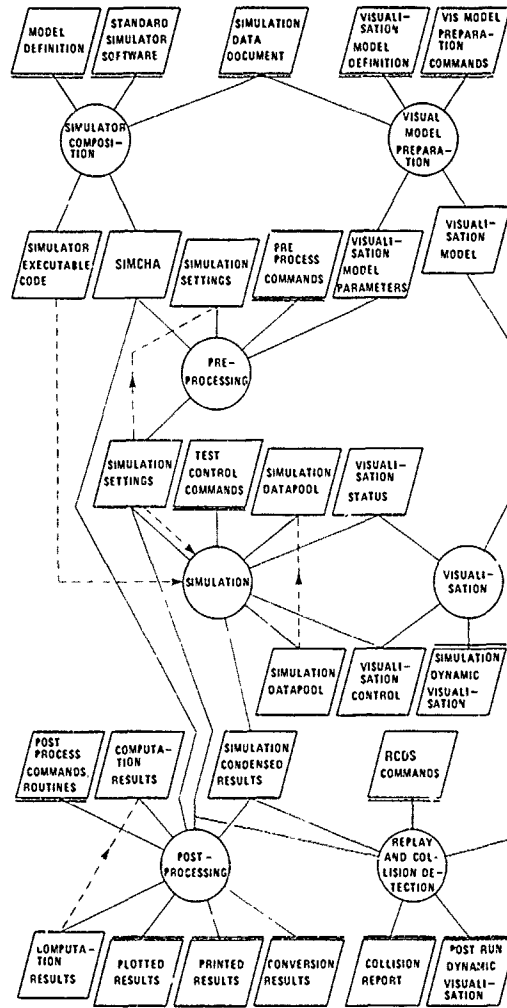 MODEL
DEFINITION
STANDARD
SIMULATOR
SOFTWARE
SIMULATION
DATA
DOCUMENT
VISUALI-
SATION
MODEL
DEFINITION
VIS MODEL
PREPARA-
TION
COMMANDS
SIMULATOR
COMPOSI-
TION
VISUAL
MODEL
PREPARA-
TION
SIMULATOR
EXECUTABLE
CODE
SIMCHA
SIMULATION
SETTINGS
PRE
PROCESS
COMMANDS
VISUALI-
SATION
MODEL
PARAMETERS
VISUALI-
SATION
MODEL
PRE-
PROCESSING
SIMULATION
SETTINGS
TEST
CONTROL
COMMANDS
SIMULATION
DATAPOOL
VISUALI-
SATION
STATUS
SIMULATION
VISUALI-
SATION
SIMULATION
DATAPOOL
VISUALI-
SATION
CONTROL
SIMULATION
DYNAMIC
VISUALI-
SATION
POST
PROCESS
COMMANDS,
ROUTINES
COMPUTA-
TION
RESULTS
SIMULATION
CONDENSED
RESULTS
RCDS
COMMANDS
POST-
PROCESSING
REPLAY
AND COLLI-
SION DE-
TECTION
COMPUTA-
TION
RESULTS
PLOTTED
RESULTS
PRINTED
RESULTS
CONVERSION
RESULTS
COLLISION
REPORT
POST RUN
DYNAMIC
VISUALI-
SATION